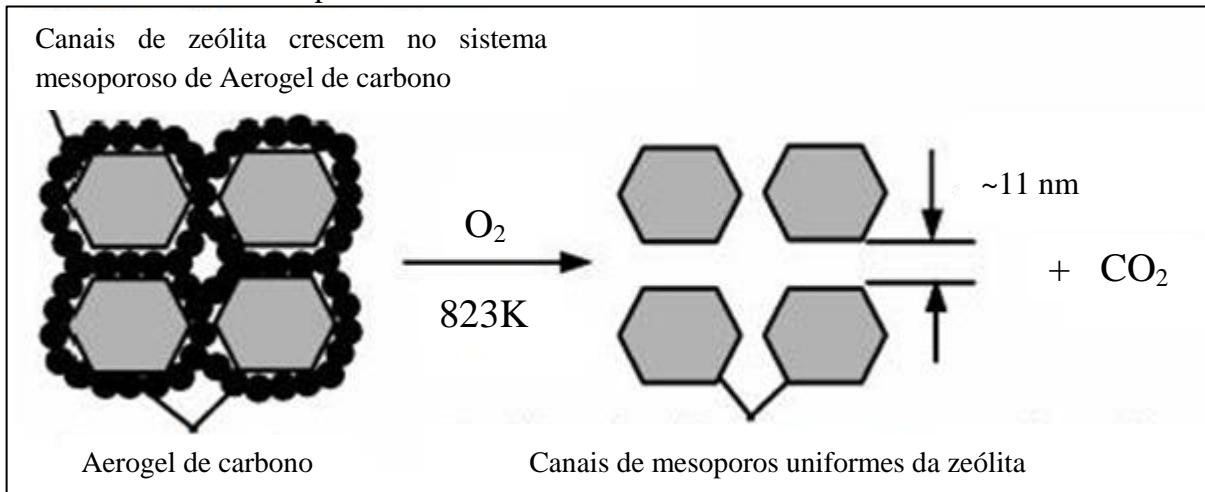 Canais de zeólita crescem no sistema
mesoporoso de Aerogel de carbono
O₂
823K
~11 nm
+ CO₂
Aerogel de carbono
Canais de mesoporos uniformes da zeólita